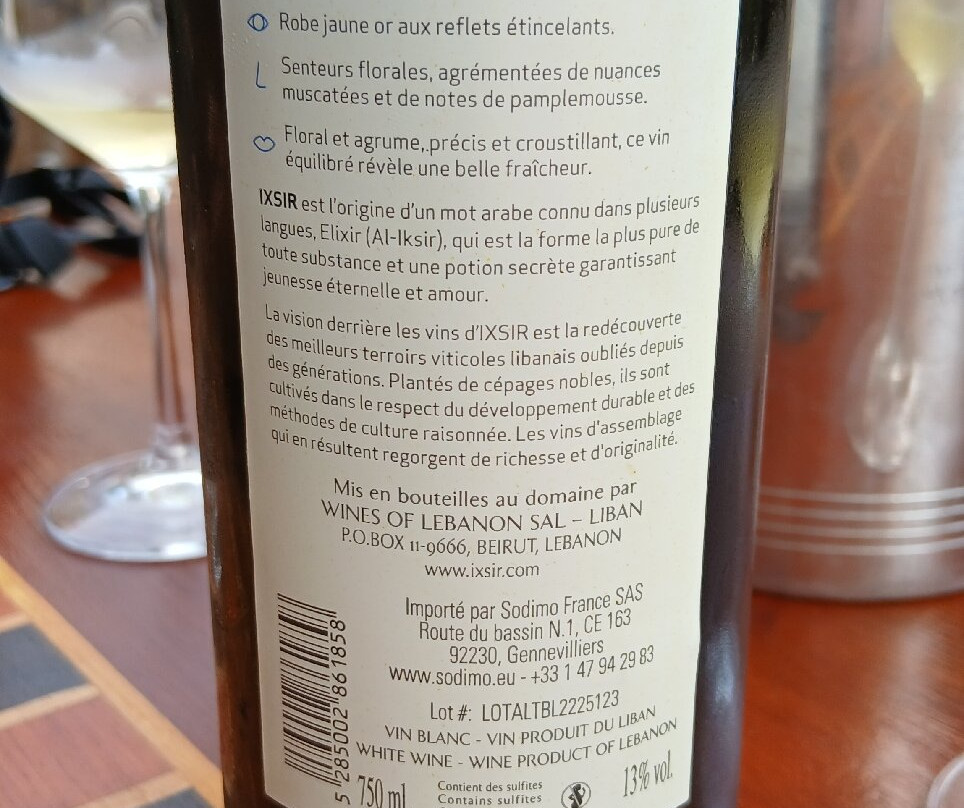 Robe jaune or aux reflets étincelants.
Senteurs florales, agrémentées de nuances
muscatées et de notes de pamplemousse.
Floral et agrume, précis et croustillant, ce vin
équilibré révèle une belle fraîcheur.
IXSIR est l'origine d'un mot arabe connu dans plusieurs
langues, Elixir (Al-Iksir), qui est la forme la plus pure de
toute substance et une potion secrète garantissant
jeunesse éternelle et amour.
La vision derrière les vins d'IXSIR est la redécouverte
des meilleurs terroirs viticoles libanais oubliés depuis
des générations. Plantés de cépages nobles, ils sont
cultivés dans le respect du développement durable et des
méthodes de culture raisonnée. Les vins d'assemblage
qui en résultent regorgent de richesse et d'originalité.
Mis en bouteilles au domaine par
WINES OF LEBANON SAL – LIBAN
P.O.BOX 11-9666, BEIRUT, LEBANON
www.ixsir.com
Importé par Sodimo France SAS
Route du bassin N.1, CE 163
92230, Gennevilliers
www.sodimo.eu - +33 1 47 94 29 83
Lot #: LOTALTBL2225123
VIN BLANC - VIN PRODUIT DU LIBAN
WHITE WINE - WINE PRODUCT OF LEBANON
5 285002 861858
750 ml
Contient des sulfites
Contains sulfites
13% vol.